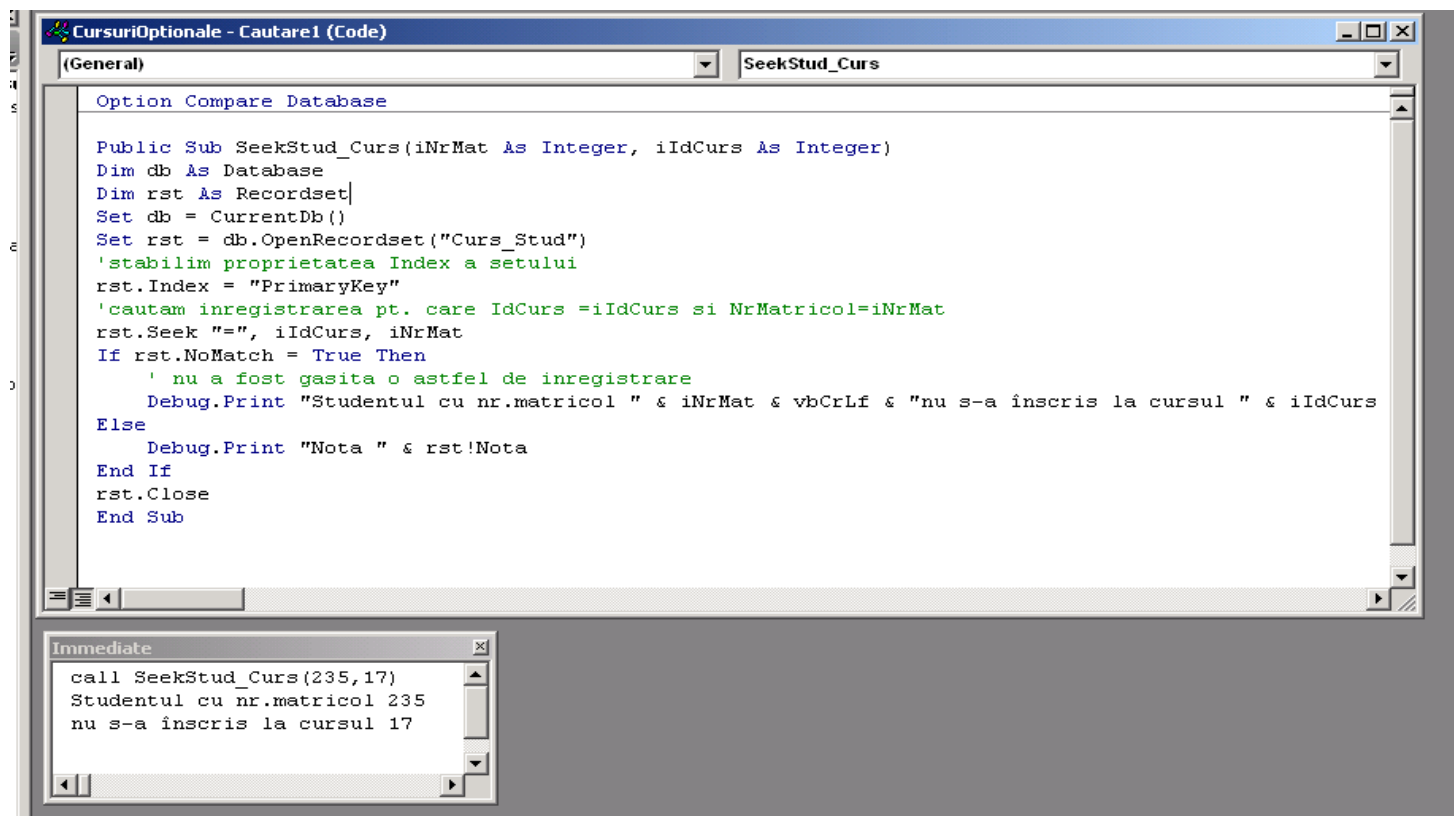 CursuriOptionale - Cautare1 (Code)
(General) SeekStud_Curs
Option Compare Database
Public Sub SeekStud_Curs(iNrMat As Integer, iIdCurs As Integer)
Dim db As Database
Dim rst As Recordset
Set db = CurrentDb()
Set rst = db.OpenRecordset("Curs_Stud")
'stabilim proprietatea Index a setului
rst.Index = "PrimaryKey"
'cautam inregistrarea pt. care IdCurs =iIdCurs si NrMatricol=iNrMat
rst.Seek "=", iIdCurs, iNrMat
If rst.NoMatch = True Then
' nu a fost gasita o astfel de inregistrare
Debug.Print "Studentul cu nr.matricol " & iNrMat & vbCrLf & "nu s-a înscris la cursul " & iIdCurs
Else
Debug.Print "Nota " & rst!Nota
End If
rst.Close
End Sub
Immediate
call SeekStud_Curs(235,17)
Studentul cu nr.matricol 235
nu s-a înscris la cursul 17